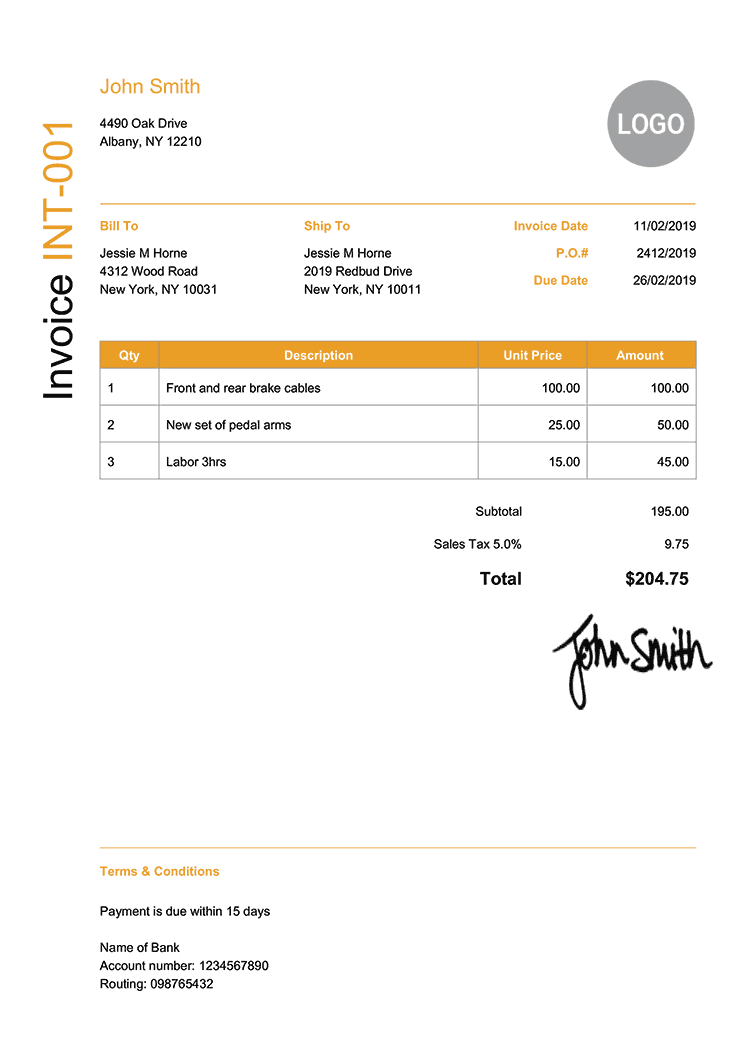 John Smith
4490 Oak Drive
Albany, NY 12210
LOGO
Invoice INT-001
Bill To
Jessie M Horne
4312 Wood Road
New York, NY 10031
Ship To
Jessie M Horne
2019 Redbud Drive
New York, NY 10011
Invoice Date 11/02/2019
P.O.# 2412/2019
Due Date 26/02/2019
Qty Description Unit Price Amount
1 Front and rear brake cables 100.00 100.00
2 New set of pedal arms 25.00 50.00
3 Labor 3hrs 15.00 45.00
Subtotal 195.00
Sales Tax 5.0% 9.75
Total $204.75
John Smith
Terms & Conditions
Payment is due within 15 days
Name of Bank
Account number: 1234567890
Routing: 098765432